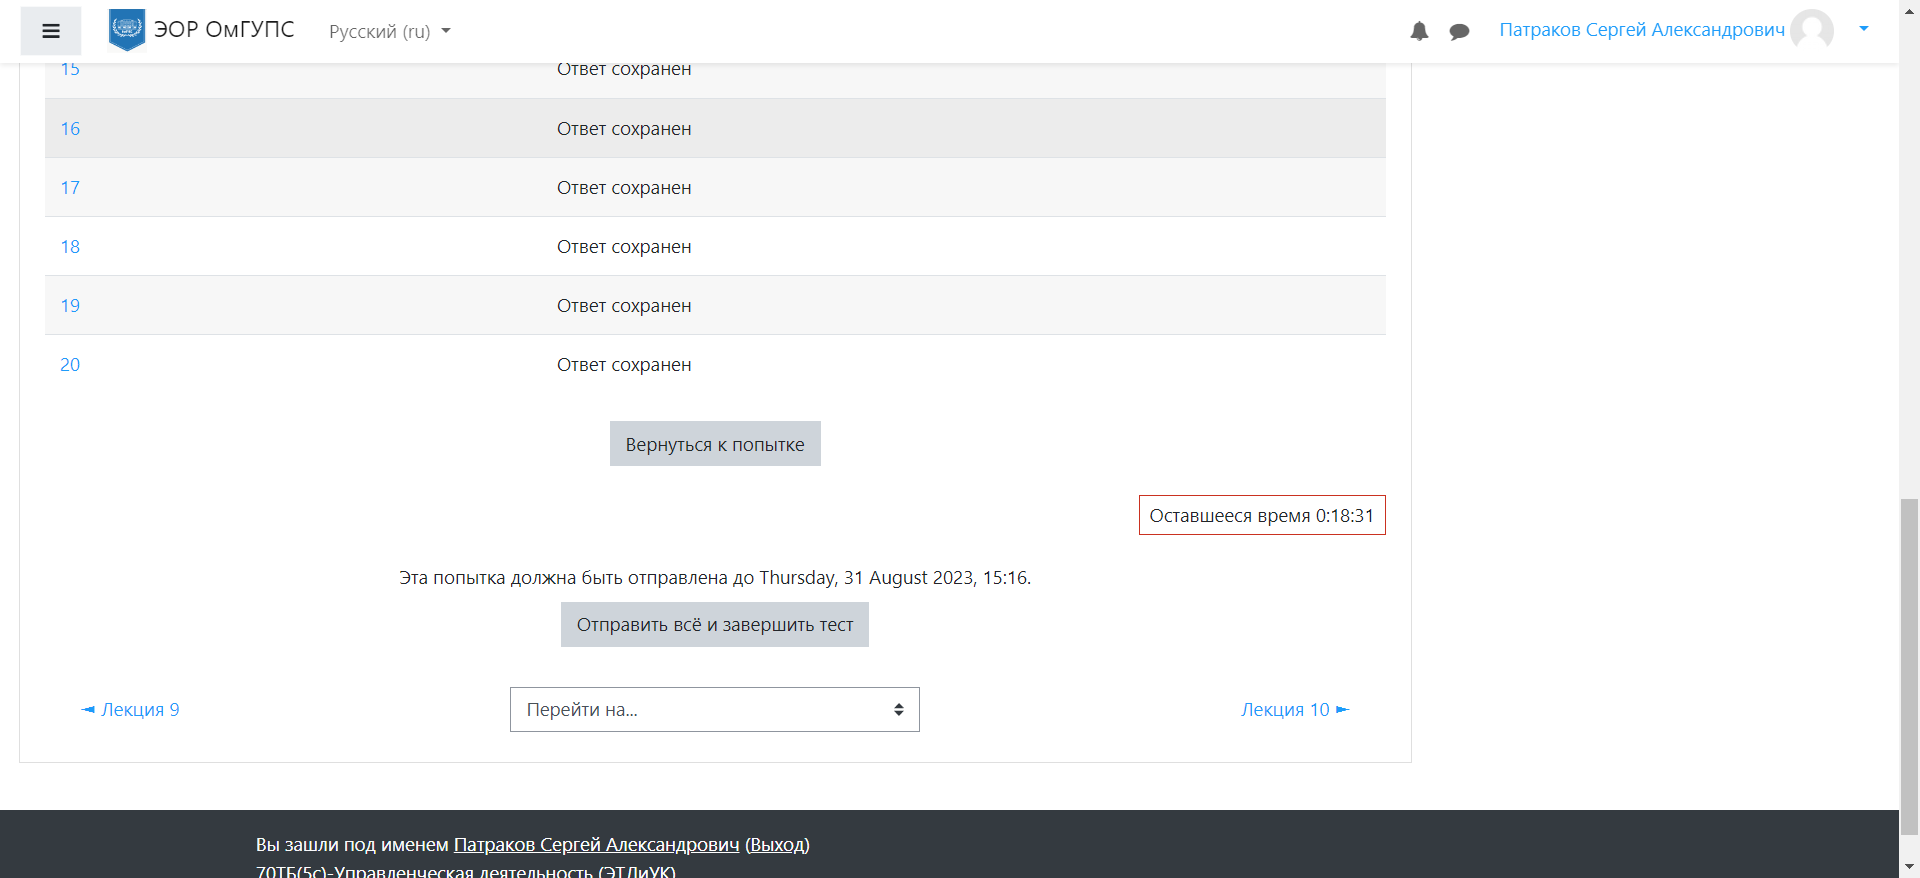 ЭОР ОмГУПС Русский (ru) Патраков Сергей Александрович
15 Ответ сохранен
16 Ответ сохранен
17 Ответ сохранен
18 Ответ сохранен
19 Ответ сохранен
20 Ответ сохранен
Вернуться к попытке
Оставшееся время 0:18:31
Эта попытка должна быть отправлена до Thursday, 31 August 2023, 15:16.
Отправить всё и завершить тест
◄ Лекция 9 Перейти на... Лекция 10 ►
Вы зашли под именем Патраков Сергей Александрович (Выход)
70ТБ(5с)-Управленческая деятельность (ЭТЛиУК)